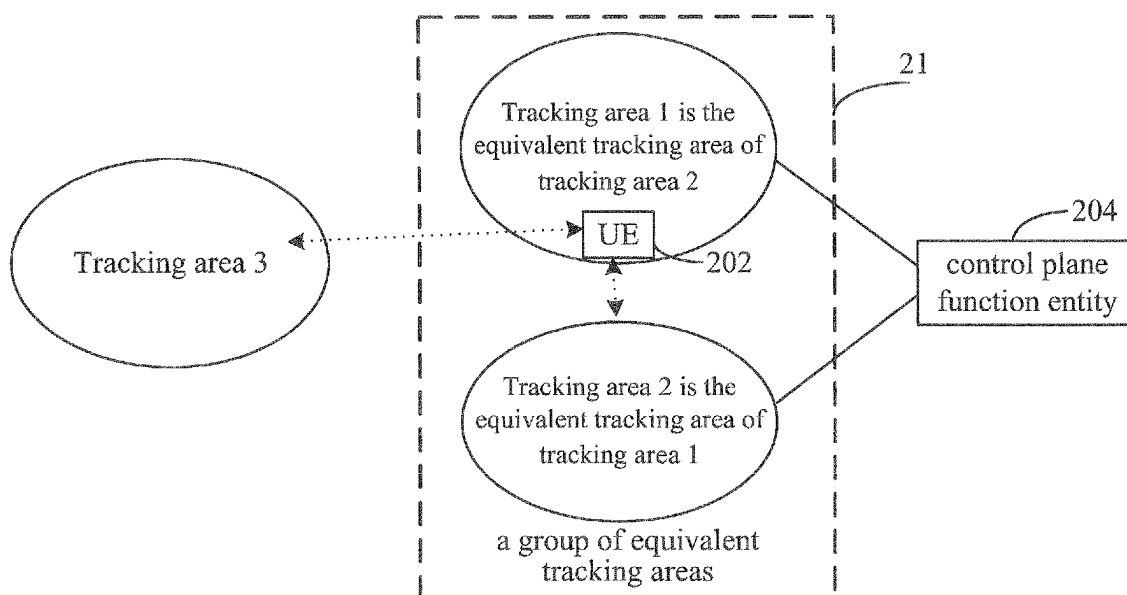 21
Tracking area 1 is the
equivalent tracking area of
tracking area 2
UE
202
204
Tracking area 3
control plane
function entity
Tracking area 2 is the
equivalent tracking area of
tracking area 1
a group of equivalent
tracking areas